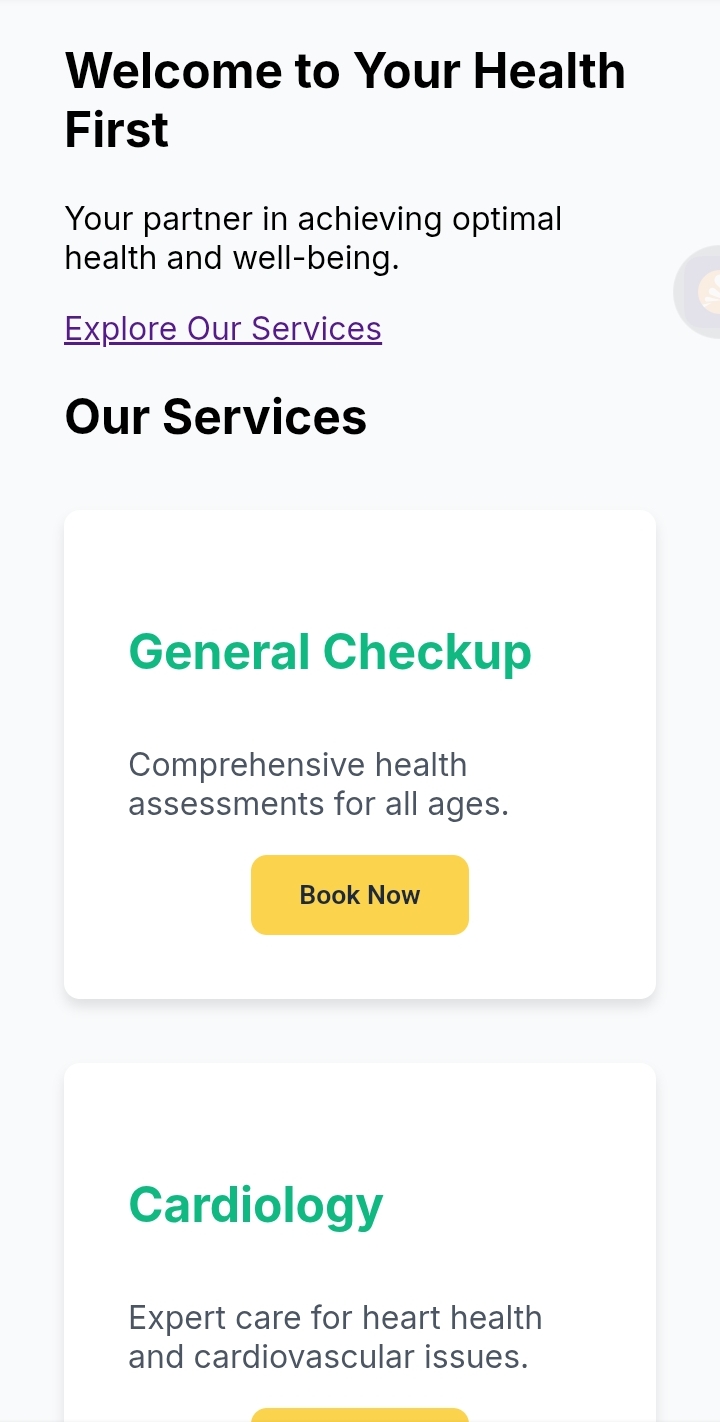 Welcome to Your Health
First
Your partner in achieving optimal
health and well-being.
Explore Our Services
Our Services
General Checkup
Comprehensive health
assessments for all ages.
Book Now
Cardiology
Expert care for heart health
and cardiovascular issues.